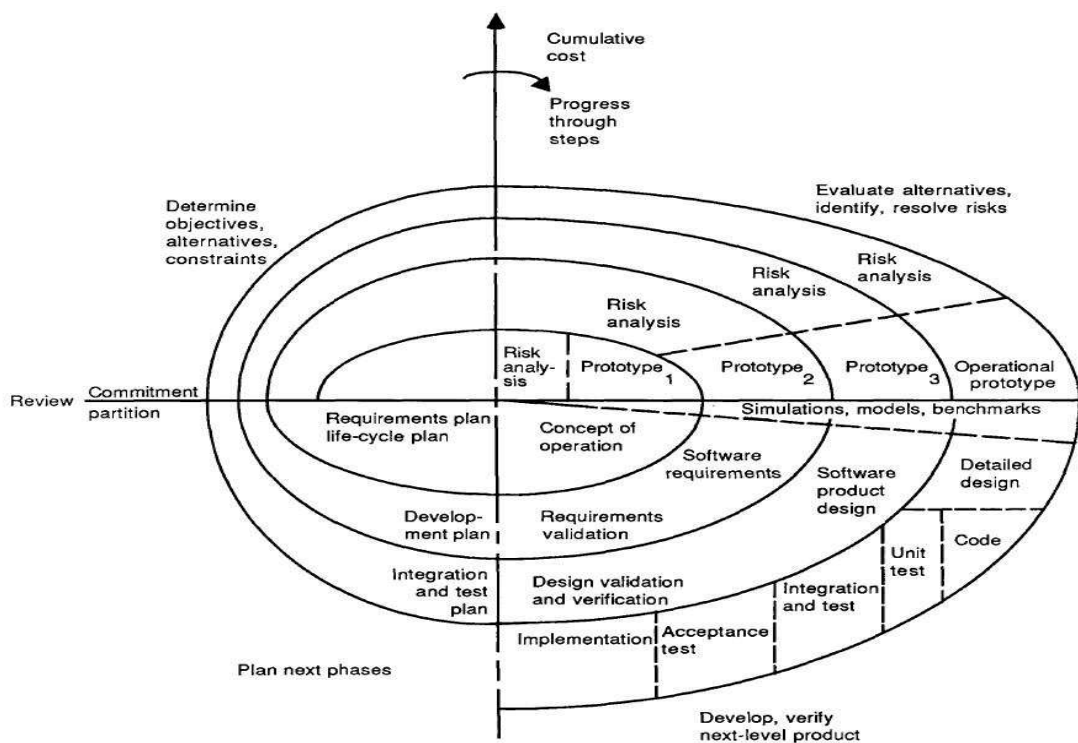 Cumulative
cost
Progress
through
steps
Determine
objectives,
alternatives,
constraints
Evaluate alternatives,
identify, resolve risks
Risk
analysis
Risk
analysis
Risk
analysis
Risk
analy-
sis
Prototype 1
Prototype 2
Prototype 3
Operational
prototype
Review
Commitment
partition
Simulations, models, benchmarks
Requirements plan
life-cycle plan
Concept of
operation
Software
requirements
Software
product
design
Detailed
design
Develop-
ment plan
Requirements
validation
Code
Unit
test
Integration
and test
plan
Design validation
and verification
Integration
and test
Acceptance
test
Implementation
Plan next phases
Develop, verify
next-level product